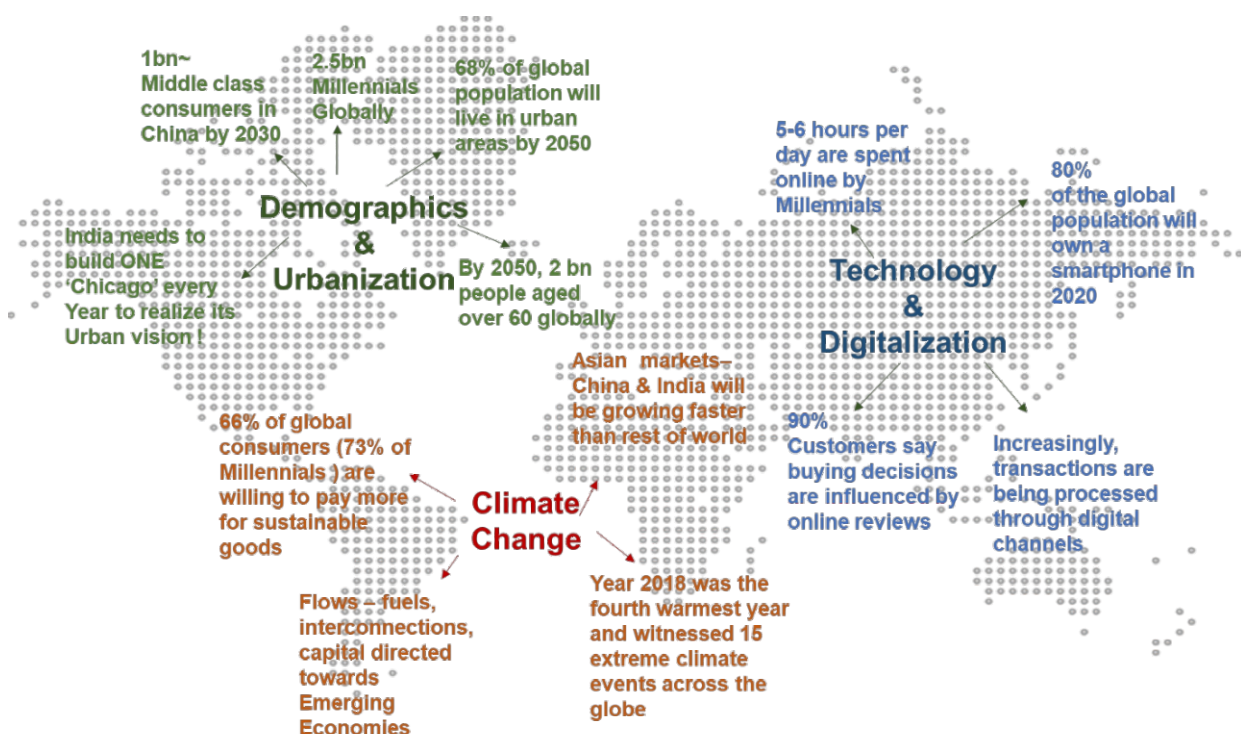 1bn~
Middle class
consumers in
China by 2030
2.5bn
Millennials
Globally
68% of global
population will
live in urban
areas by 2050
Demographics
&
Urbanization
India needs to
build ONE
‘Chicago’ every
Year to realize its
Urban vision !
By 2050, 2 bn
people aged
over 60 globally
5-6 hours per
day are spent
online by
Millennials
80%
of the global
population will
own a
smartphone in
2020
Technology
&
Digitalization
90%
Customers say
buying decisions
are influenced by
online reviews
Increasingly,
transactions are
being processed
through digital
channels
Asian markets–
China & India will
be growing faster
than rest of world
66% of global
consumers (73% of
Millennials ) are
willing to pay more
for sustainable
goods
Climate
Change
Flows – fuels,
interconnections,
capital directed
towards
Emerging
Economies
Year 2018 was the
fourth warmest year
and witnessed 15
extreme climate
events across the
globe